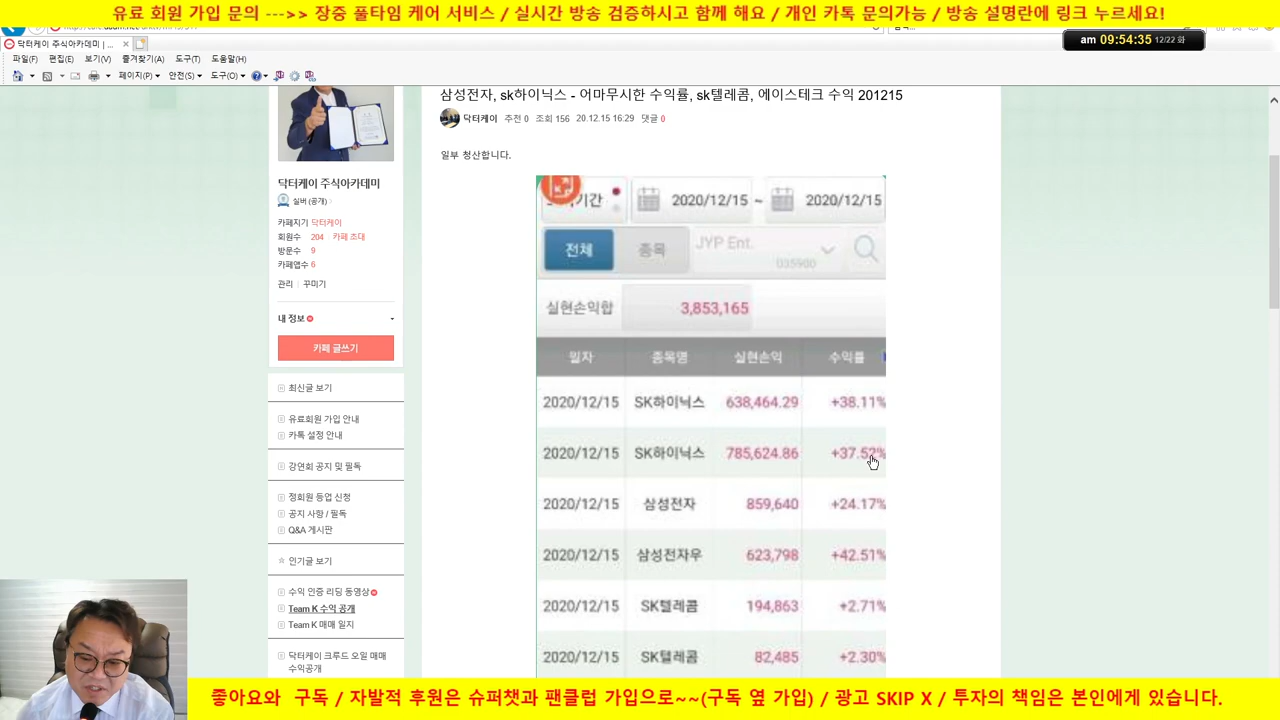 유료 회원 가입 문의 --->> 장중 풀타임 케어 서비스 / 실시간 방송 검증하시고 함께 해요 / 개인 카톡 문의가능 / 방송 설명란에 링크 누르세요!
닥터케이 주식아카데미 | ...
am 09:54:35 12/22 화
파일(F) 편집(E) 보기(V) 즐겨찾기(A) 도구(T) 도움말(H)
페이지(P) 안전(S) 도구(O)
삼성전자, sk하이닉스 - 어마무시한 수익률, sk텔레콤, 에이스테크 수익 201215
닥터케이 추천 0 조회 156 20.12.15 16:29 댓글 0
일부 청산합니다.
닥터케이 주식아카데미
실버 (공개)
카페지기 닥터케이
회원수 204 카페 초대
방문수 9
카페앱수 6
관리 꾸미기
내 정보
카페 글쓰기
최신글 보기
유료회원 가입 안내
카톡 설정 안내
강연회 공지 및 필독
정회원 등업 신청
공지 사항 / 필독
Q&A 게시판
인기글 보기
수익 인증 리딩 동영상
Team K 수익 공개
Team K 매매 일지
닥터케이 크루드 오일 매매
수익공개
기간 2020/12/15 ~ 2020/12/15
전체 종목 JYP Ent.
035900
실현손익합 3,853,165
일자 종목명 실현손익 수익률
2020/12/15 SK하이닉스 638,464.29 +38.11%
2020/12/15 SK하이닉스 785,624.86 +37.52%
2020/12/15 삼성전자 859,640 +24.17%
2020/12/15 삼성전자우 623,798 +42.51%
2020/12/15 SK텔레콤 194,863 +2.71%
2020/12/15 SK텔레콤 82,485 +2.30%
좋아요와 구독 / 자발적 후원은 슈퍼챗과 팬클럽 가입으로~~(구독 옆 가입) / 광고 SKIP X / 투자의 책임은 본인에게 있습니다.